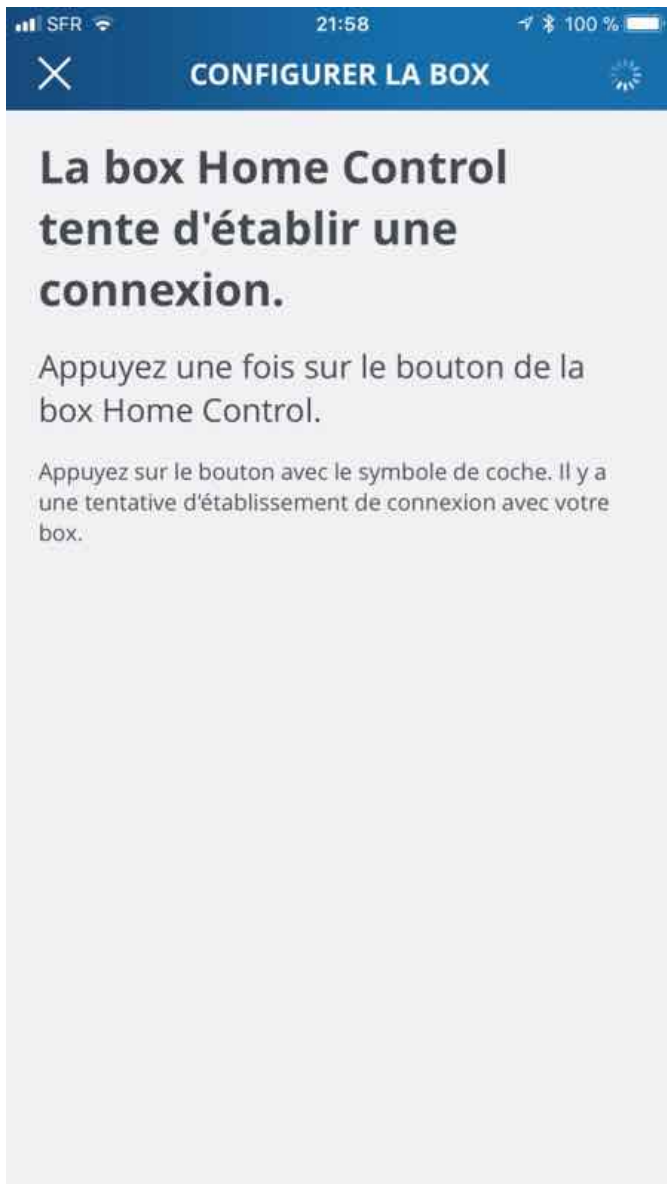 SFR 21:58 100 %
CONFIGURER LA BOX
La box Home Control
tente d'établir une
connexion.
Appuyez une fois sur le bouton de la
box Home Control.
Appuyez sur le bouton avec le symbole de coche. Il y a
une tentative d'établissement de connexion avec votre
box.